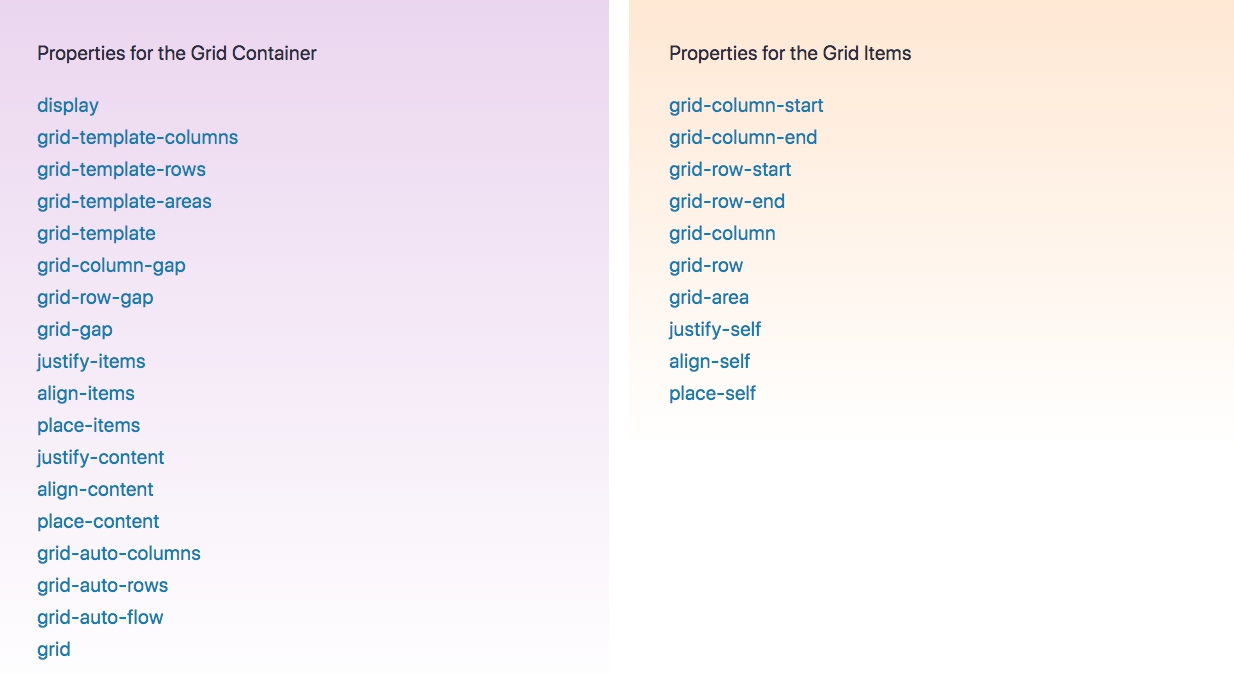 Properties for the Grid Container
display
grid-template-columns
grid-template-rows
grid-template-areas
grid-template
grid-column-gap
grid-row-gap
grid-gap
justify-items
align-items
place-items
justify-content
align-content
place-content
grid-auto-columns
grid-auto-rows
grid-auto-flow
grid
Properties for the Grid Items
grid-column-start
grid-column-end
grid-row-start
grid-row-end
grid-column
grid-row
grid-area
justify-self
align-self
place-self